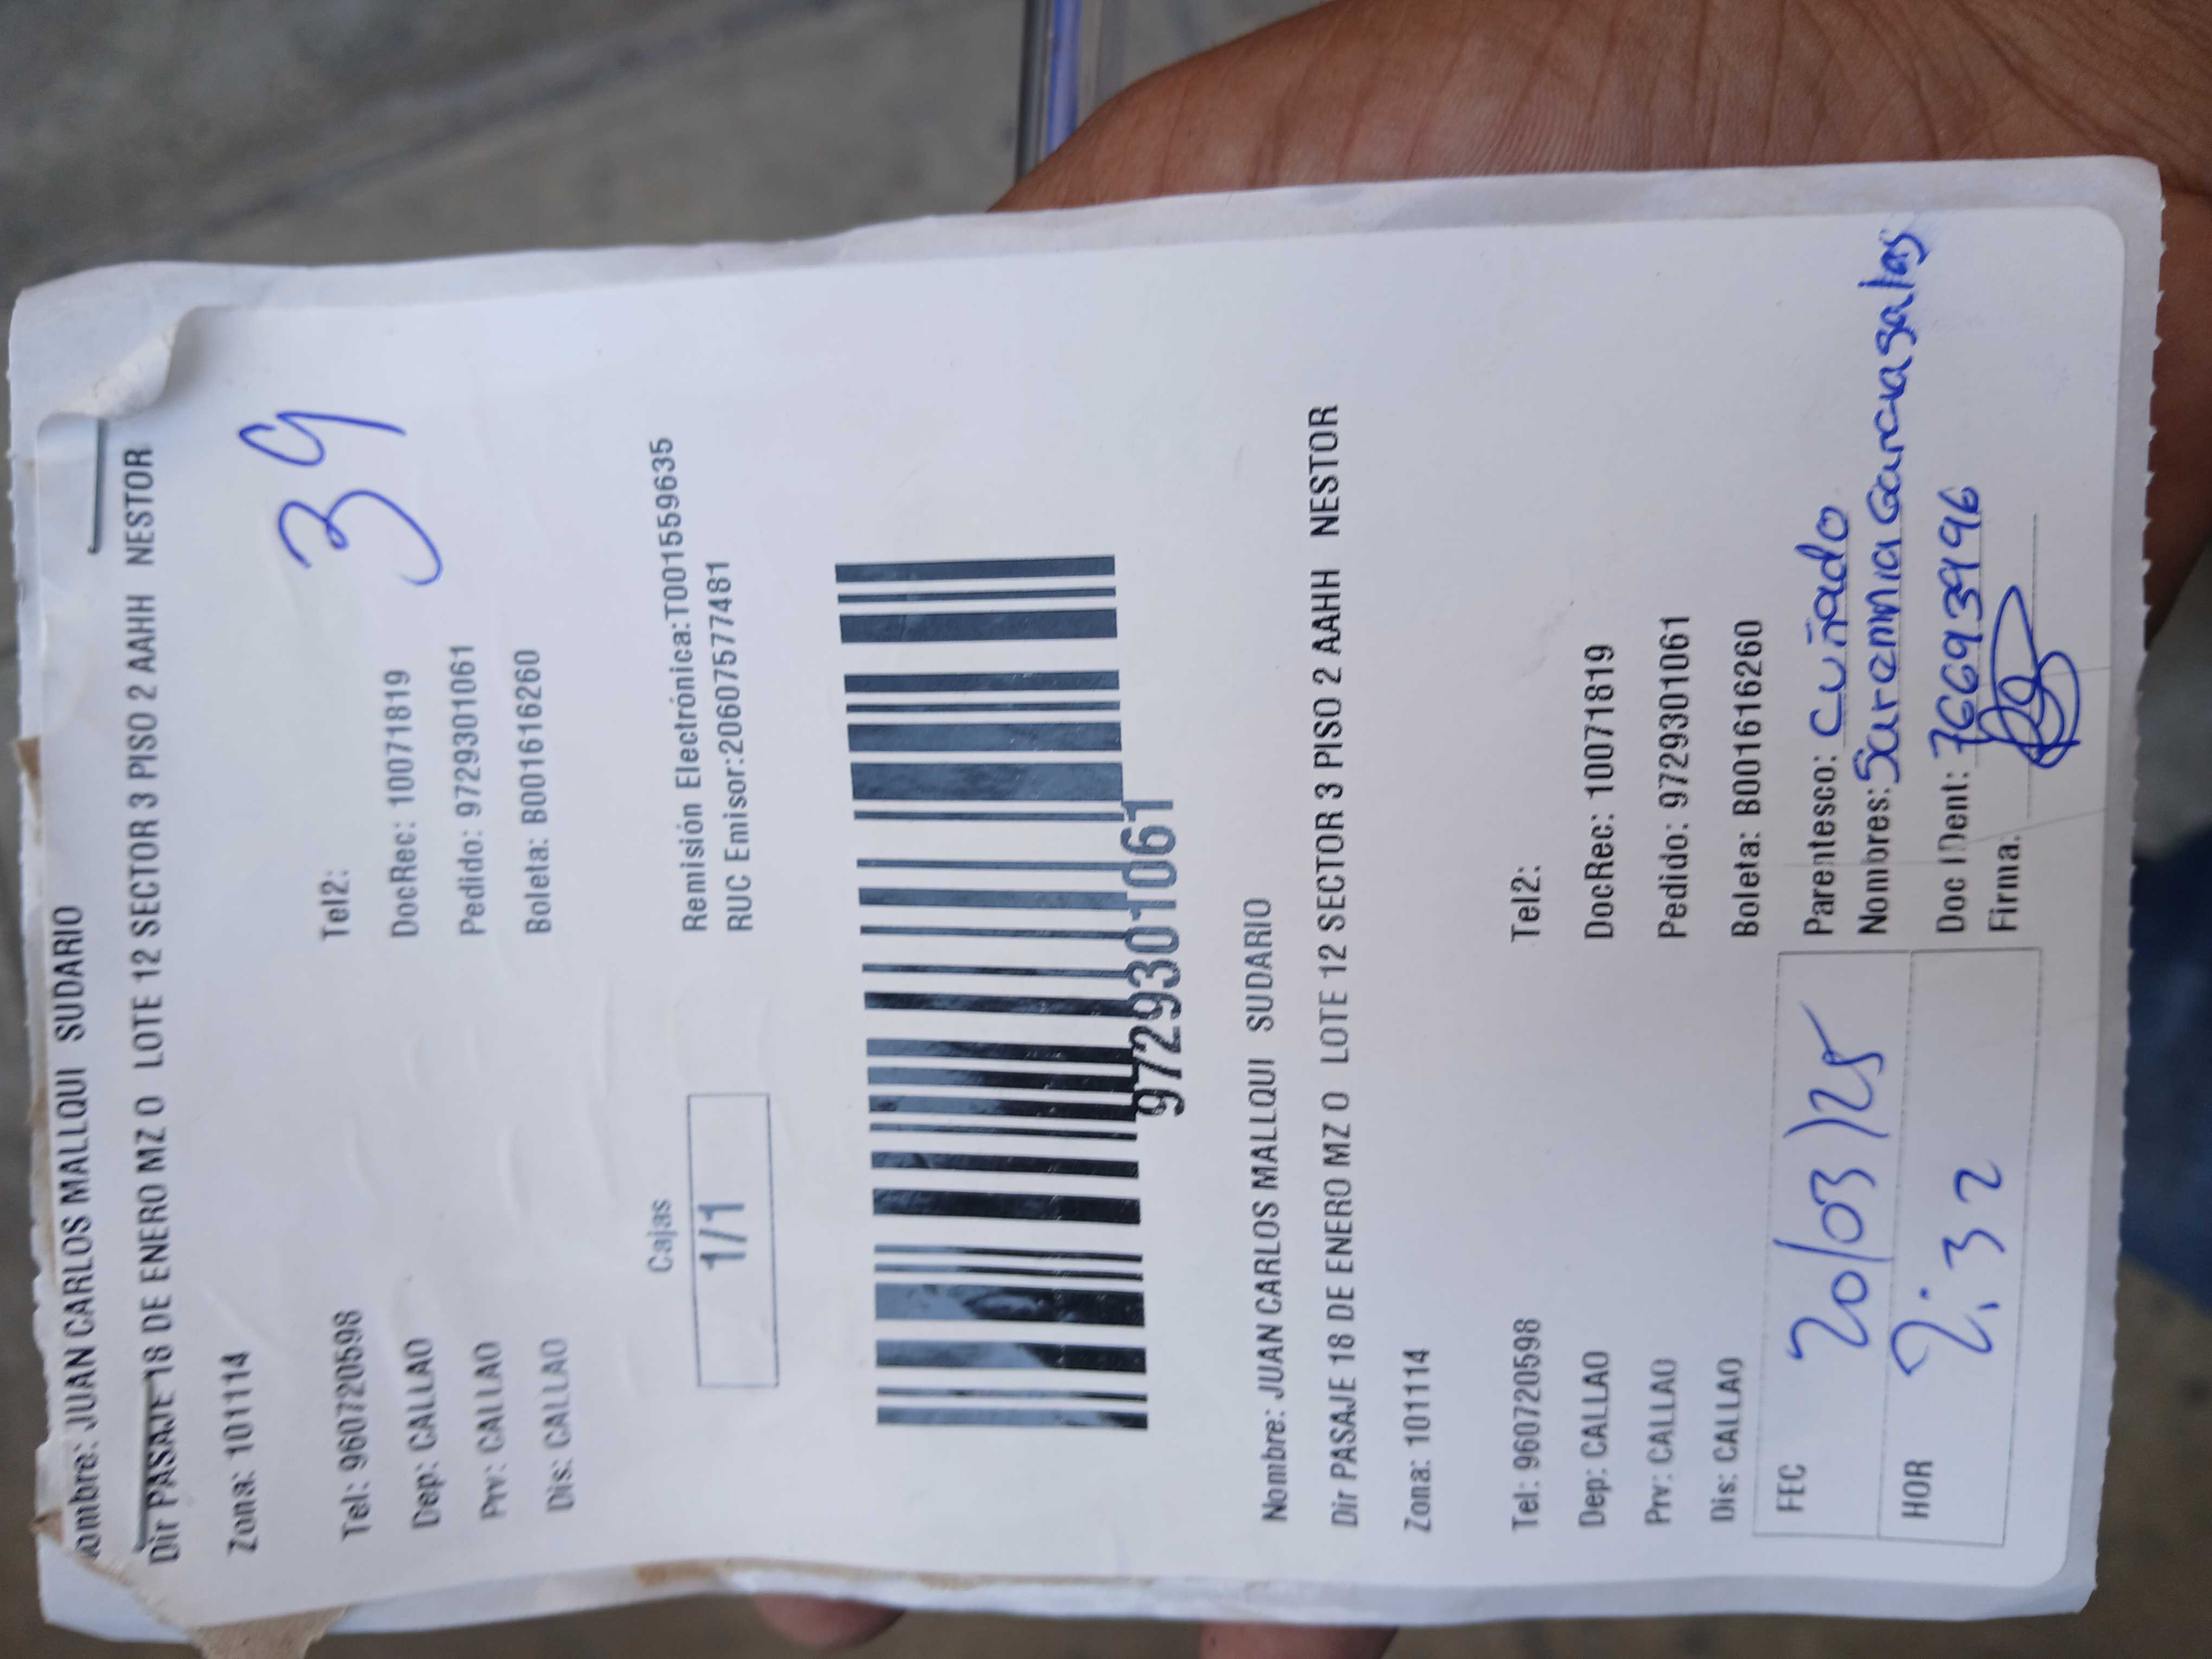 ombre: JUAN CARLOS MALLQUI SUDARIO
Dir PASAJE 18 DE ENERO MZ O LOTE 12 SECTOR 3 PISO 2 AAHH NESTOR
Zona: 101114
39
Tel: 960720598 Tel2:
Dep: CALLAO DocRec: 10071819
Prv: CALLAO Pedido: 9729301061
Dis: CALLAO Boleta: B001616260
Cajas Remisión Electrónica:T001559635
1/1 RUC Emisor:20607577481
9729301061
Nombre: JUAN CARLOS MALLQUI SUDARIO
Dir PASAJE 18 DE ENERO MZ O LOTE 12 SECTOR 3 PISO 2 AAHH NESTOR
Zona: 101114
Tel: 960720598 Tel2:
Dep: CALLAO DocRec: 10071819
Prv: CALLAO Pedido: 9729301061
Dis: CALLAO Boleta: B001616260
FEC 20/03/25 Parentesco: Cuñado
Nombres:
HOR 2:32 Doc IDent: 76693996
Firma: